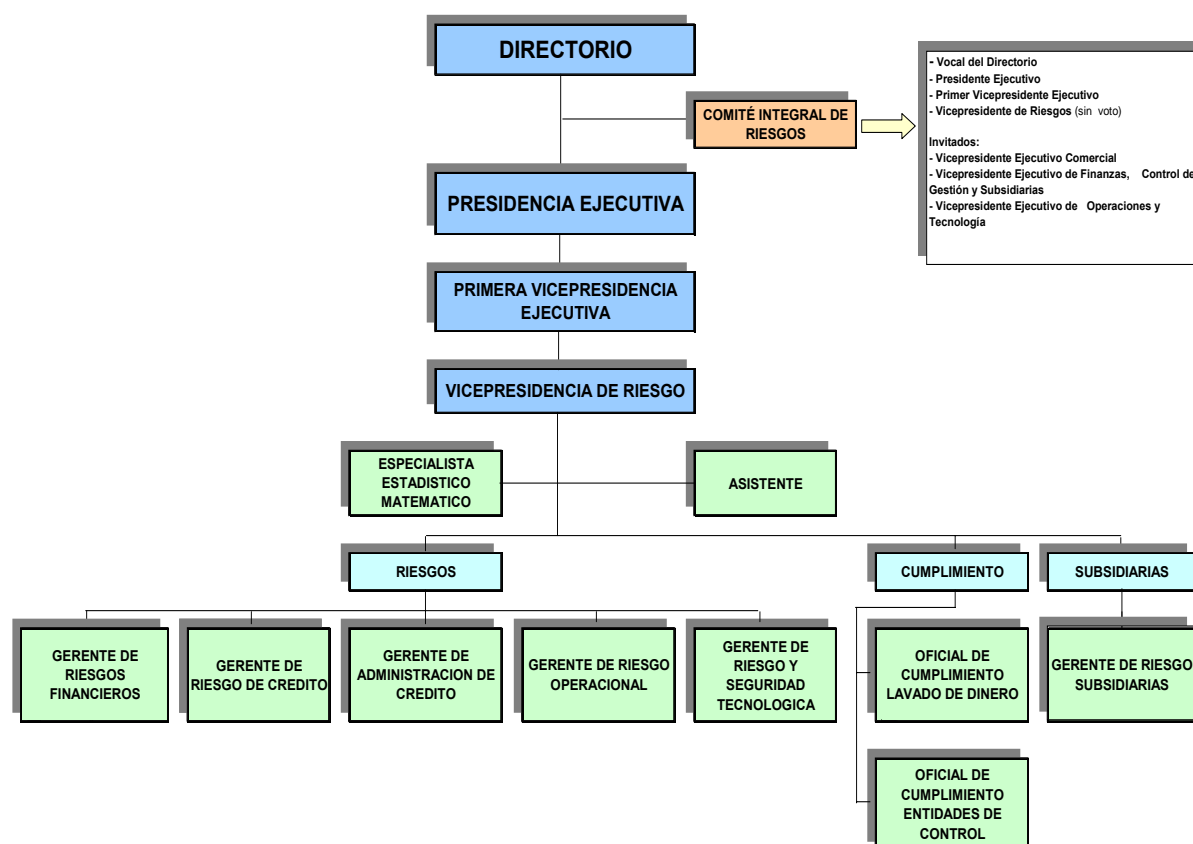 DIRECTORIO
- Vocal del Directorio
- Presidente Ejecutivo
- Primer Vicepresidente Ejecutivo
- Vicepresidente de Riesgos (sin voto)
Invitados:
- Vicepresidente Ejecutivo Comercial
- Vicepresidente Ejecutivo de Finanzas, Control de
Gestión y Subsidiarias
- Vicepresidente Ejecutivo de Operaciones y
Tecnología
COMITÉ INTEGRAL DE
RIESGOS
PRESIDENCIA EJECUTIVA
PRIMERA VICEPRESIDENCIA
EJECUTIVA
VICEPRESIDENCIA DE RIESGO
ESPECIALISTA
ESTADISTICO
MATEMATICO
ASISTENTE
RIESGOS
CUMPLIMIENTO
SUBSIDIARIAS
GERENTE DE
RIESGOS
FINANCIEROS
GERENTE DE
RIESGO DE CREDITO
GERENTE DE
ADMINISTRACION DE
CREDITO
GERENTE DE RIESGO
OPERACIONAL
GERENTE DE
RIESGO Y
SEGURIDAD
TECNOLOGICA
OFICIAL DE
CUMPLIMIENTO
LAVADO DE DINERO
GERENTE DE RIESGO
SUBSIDIARIAS
OFICIAL DE
CUMPLIMIENTO
ENTIDADES DE
CONTROL